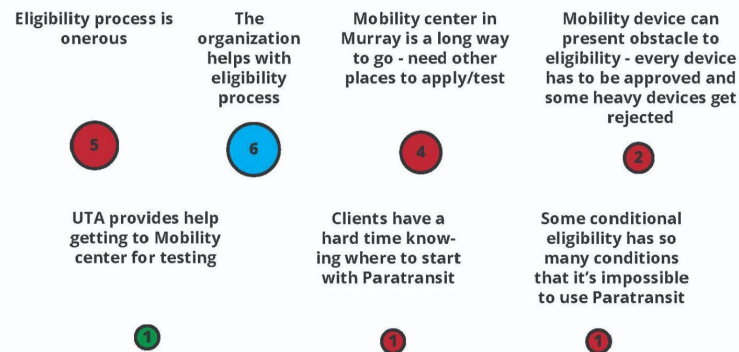 Eligibility process is
onerous
The
organization
helps with
eligibility
process
Mobility center in
Murray is a long way
to go - need other
places to apply/test
Mobility device can
present obstacle to
eligibility - every device
has to be approved and
some heavy devices get
rejected
5
6
4
2
UTA provides help
getting to Mobility
center for testing
Clients have a
hard time know-
ing where to start
with Paratransit
Some conditional
eligibility has so
many conditions
that it's impossible
to use Paratransit
1
1
1